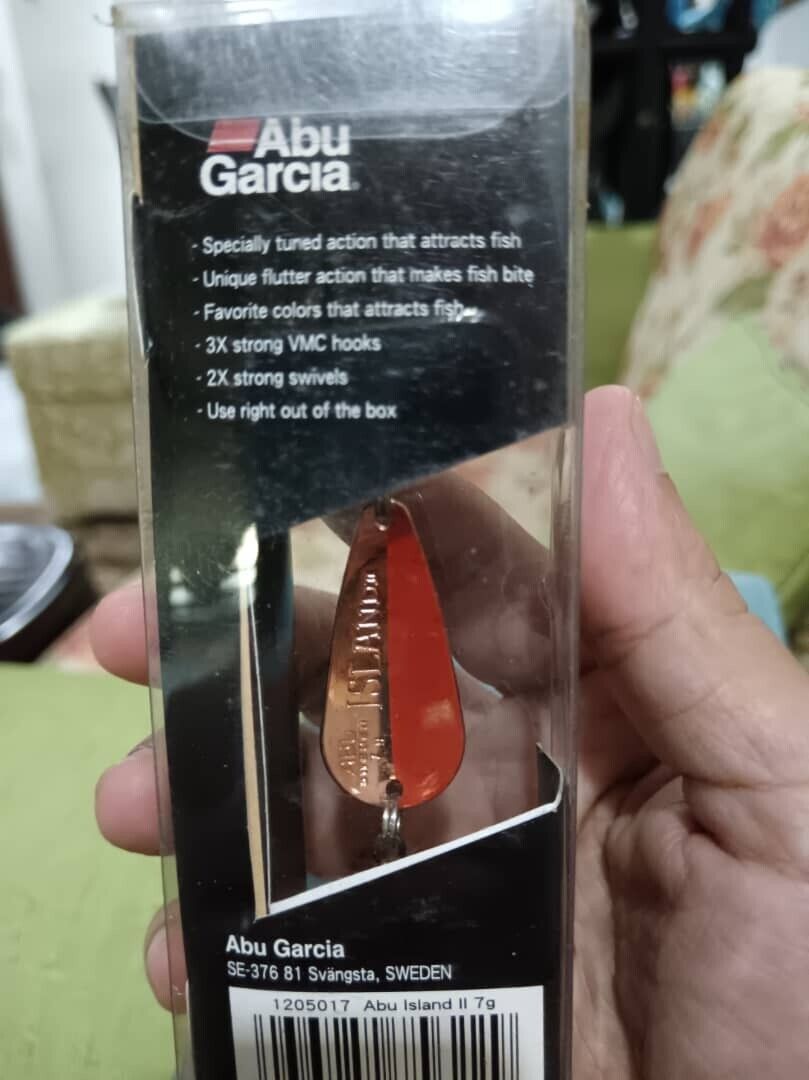 Abu
Garcia
- Specially tuned action that attracts fish
- Unique flutter action that makes fish bite
- Favorite colors that attracts fish
- 3X strong VMC hooks
- 2X strong swivels
- Use right out of the box
ISLAND
ABU
SWEDEN
Abu Garcia
SE-376 81 Svängsta, SWEDEN
1205017 Abu Island II 7g